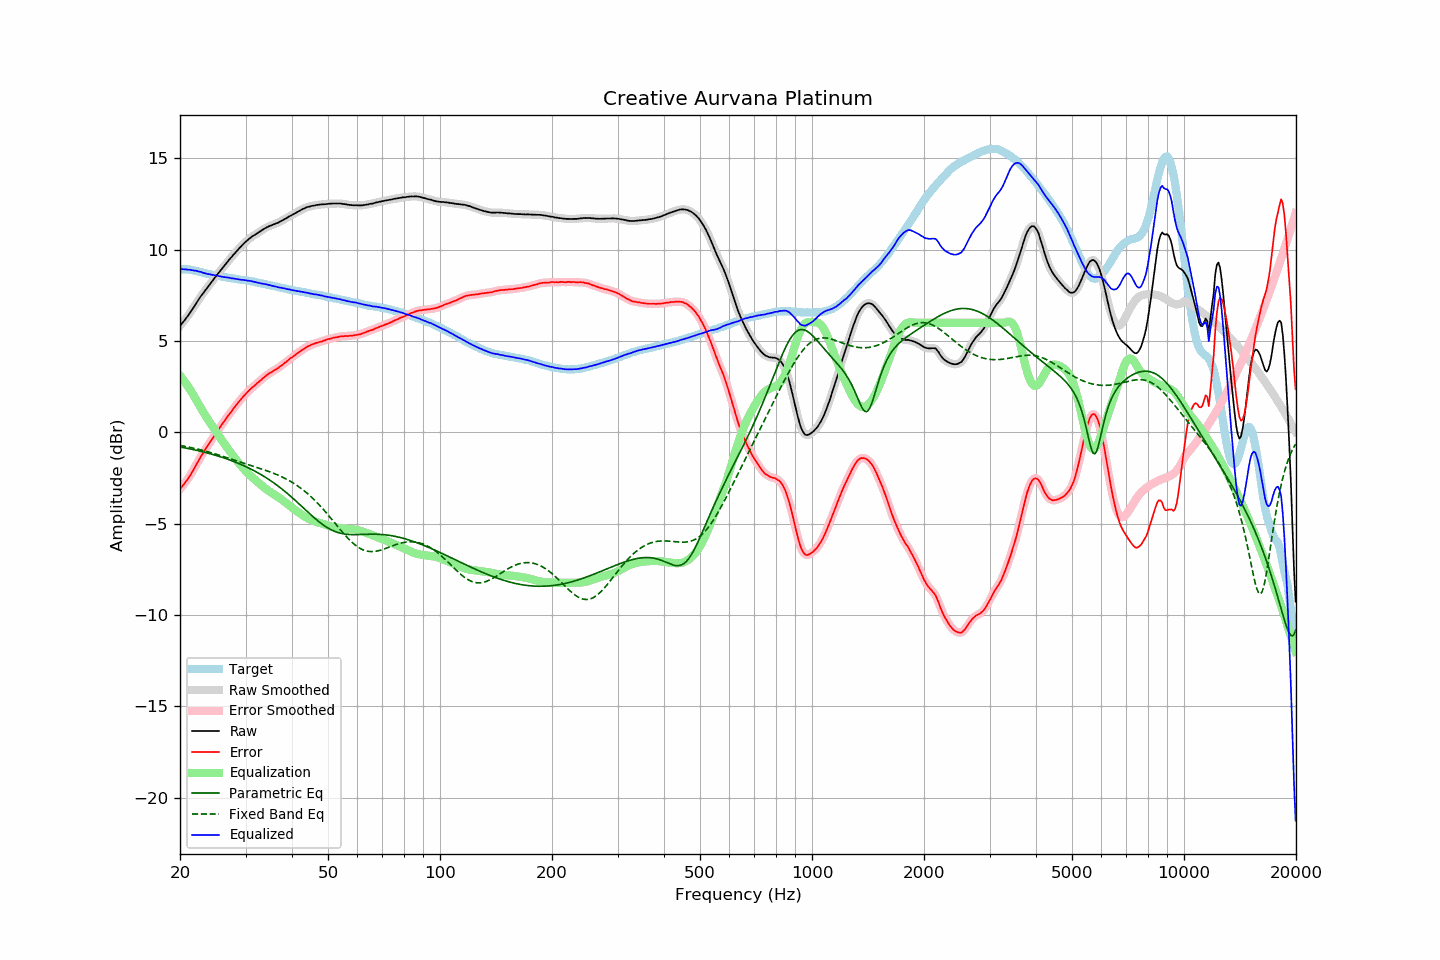 Creative Aurvana Platinum
15
10
5
0
−5
−10
−15
−20
Amplitude (dBr)
Target
Raw Smoothed
Error Smoothed
Raw
Error
Equalization
Parametric Eq
Fixed Band Eq
Equalized
20 50 100 200 500 1000 2000 5000 10000 20000
Frequency (Hz)